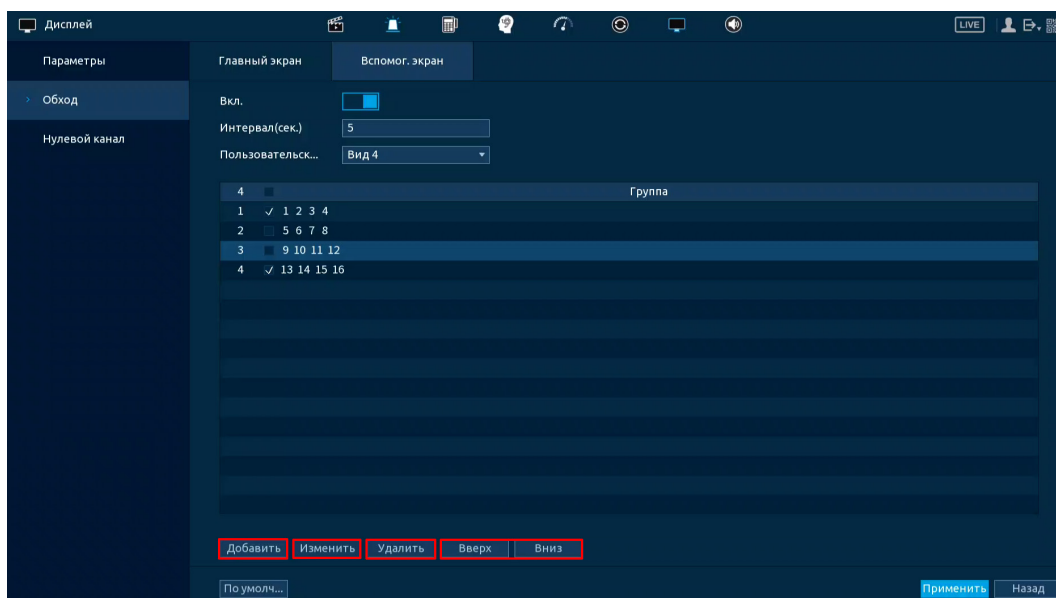 Дисплей
LIVE
Параметры
Обход
Нулевой канал
Главный экран Вспомог. экран
Вкл.
Интервал(сек.) 5
Пользовательск... Вид 4
4 Группа
1 1 2 3 4
2 5 6 7 8
3 9 10 11 12
4 13 14 15 16
Добавить Изменить Удалить Вверх Вниз
По умолч... Применить Назад